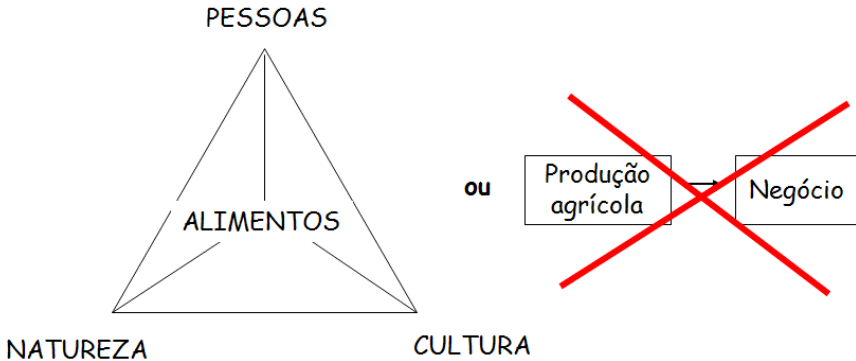 PESSOAS
ALIMENTOS
NATUREZA
CULTURA
ou
Produção
agrícola
Negócio